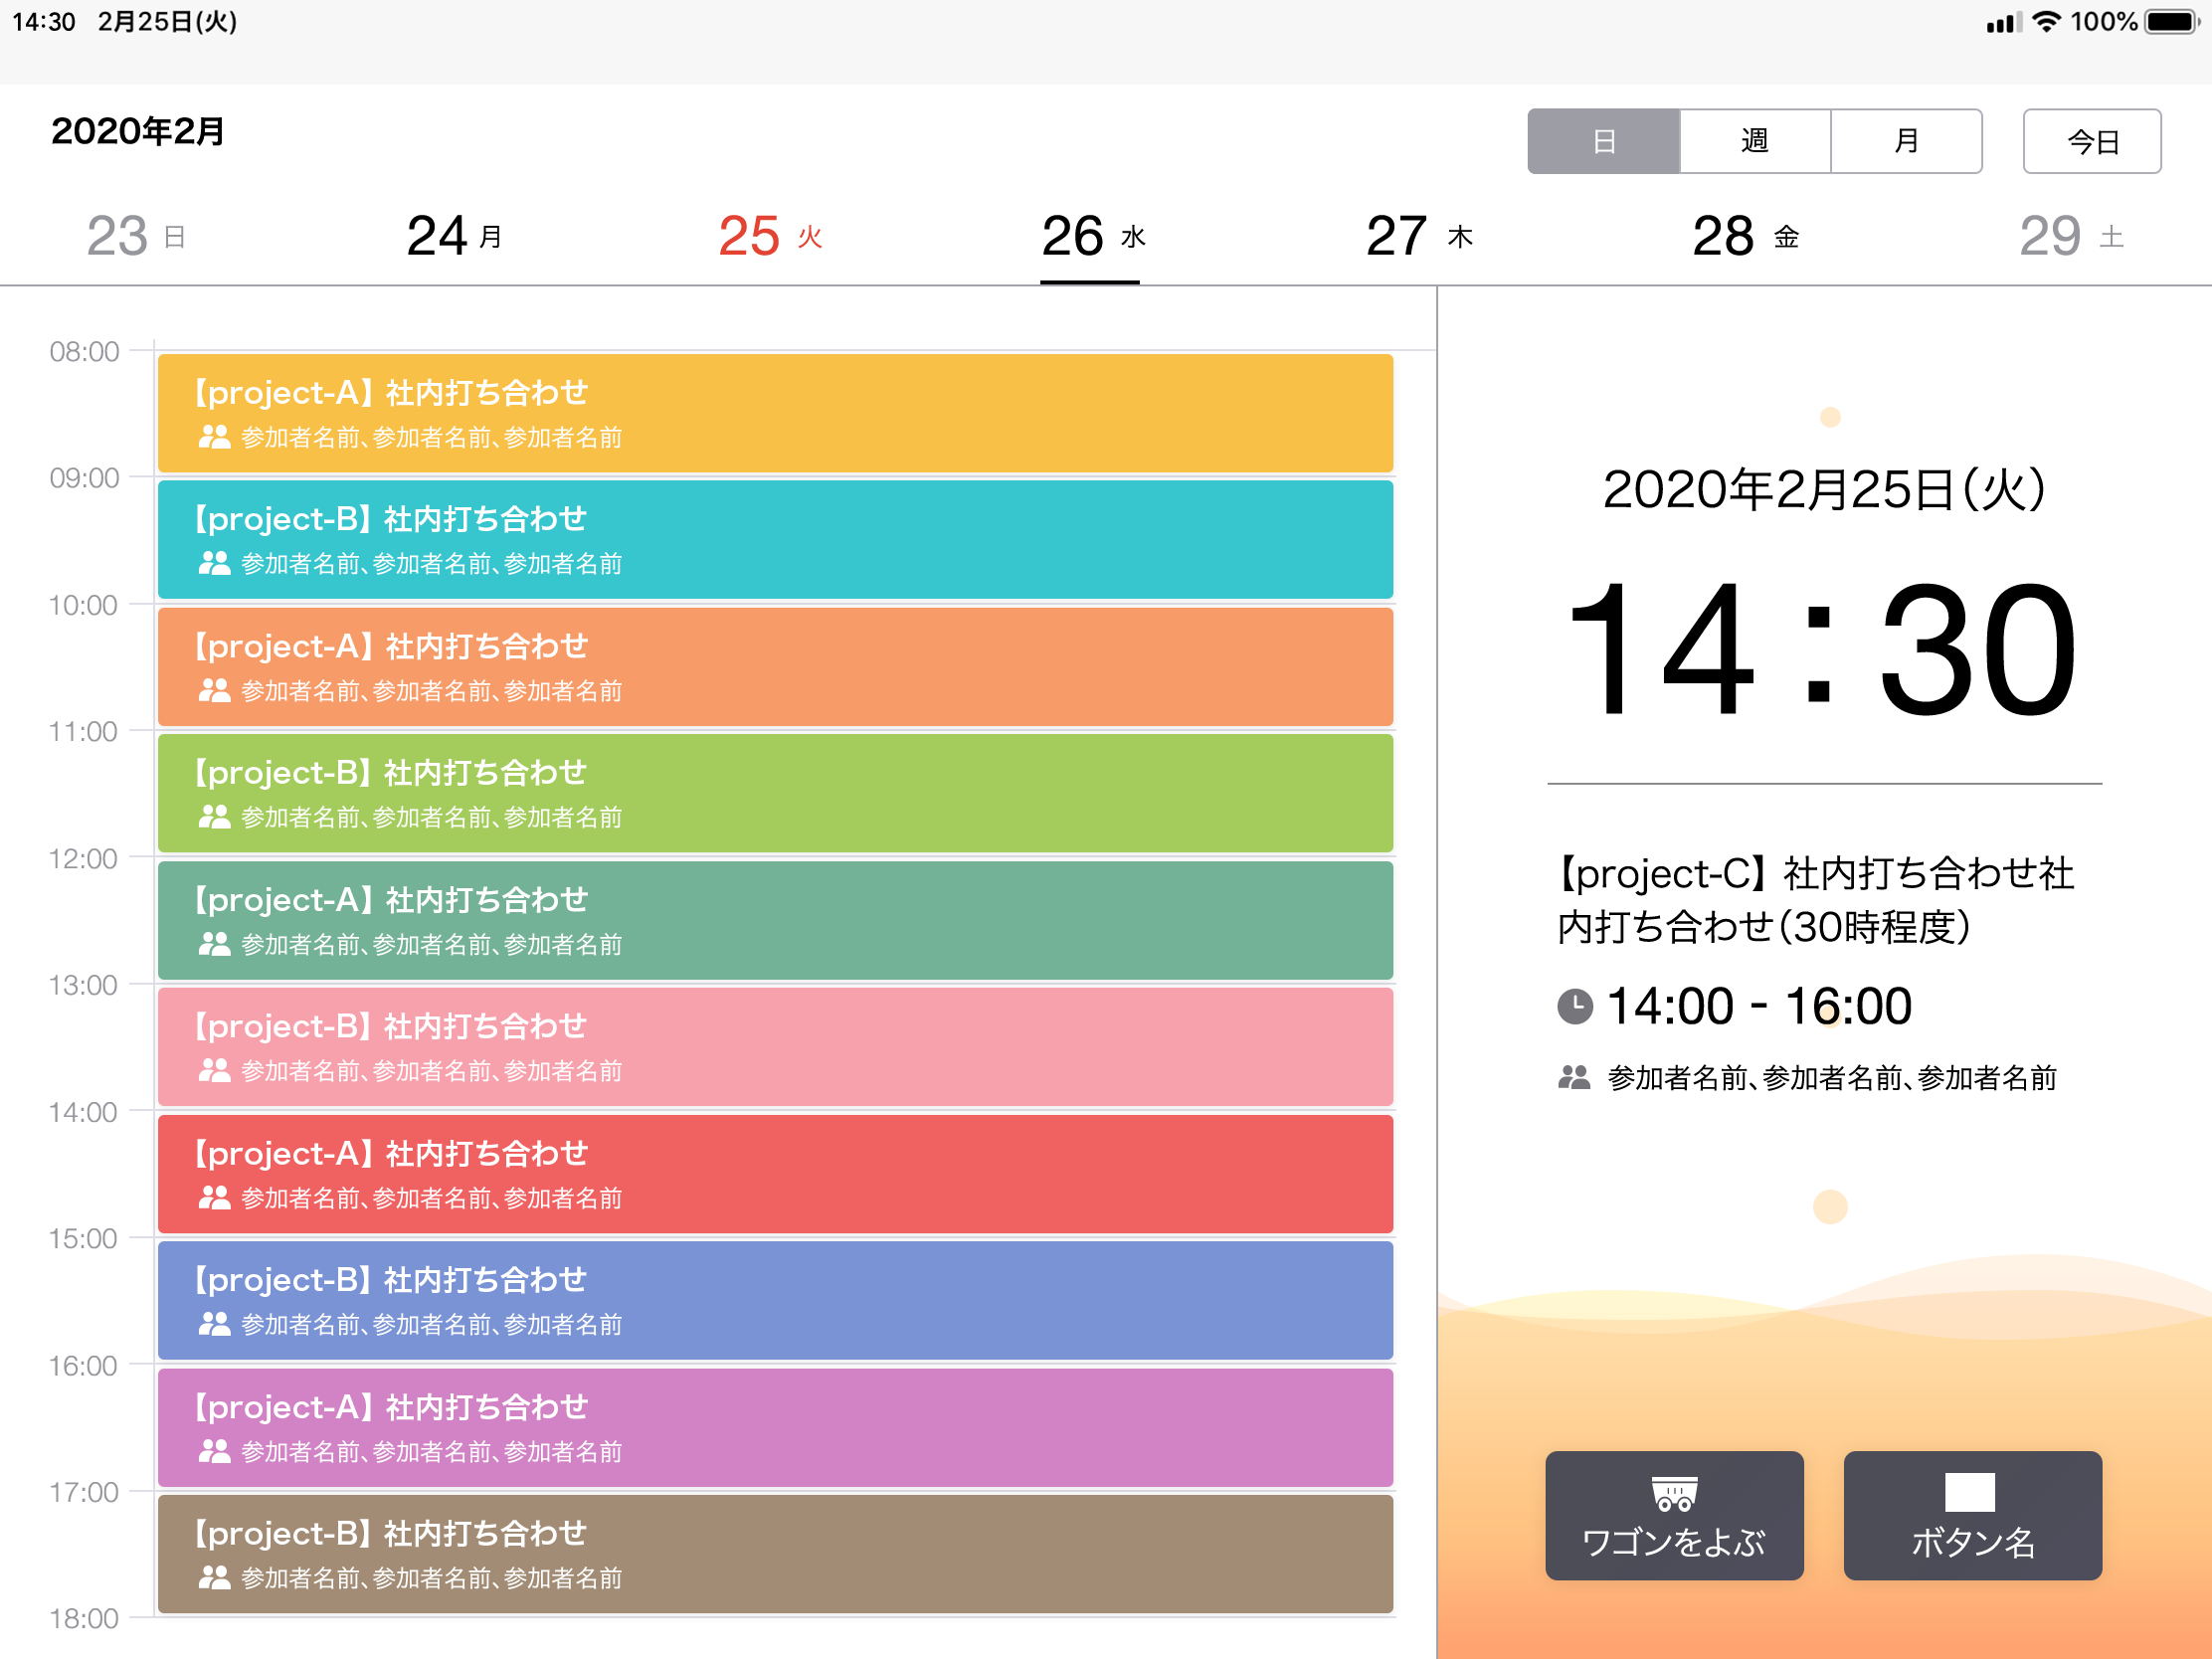 14:30 2月25日(火) 100%
2020年2月 日 週 月 今日
23 日 24 月 25 火 26 水 27 木 28 金 29 土
08:00
【project-A】 社内打ち合わせ
参加者名前、参加者名前、参加者名前
09:00
【project-B】 社内打ち合わせ
参加者名前、参加者名前、参加者名前
10:00
【project-A】 社内打ち合わせ
参加者名前、参加者名前、参加者名前
11:00
【project-B】 社内打ち合わせ
参加者名前、参加者名前、参加者名前
12:00
【project-A】 社内打ち合わせ
参加者名前、参加者名前、参加者名前
13:00
【project-B】 社内打ち合わせ
参加者名前、参加者名前、参加者名前
14:00
【project-A】 社内打ち合わせ
参加者名前、参加者名前、参加者名前
15:00
【project-B】 社内打ち合わせ
参加者名前、参加者名前、参加者名前
16:00
【project-A】 社内打ち合わせ
参加者名前、参加者名前、参加者名前
17:00
【project-B】 社内打ち合わせ
参加者名前、参加者名前、参加者名前
18:00
2020年2月25日(火)
14:30
【project-C】 社内打ち合わせ社
内打ち合わせ(30時程度)
14:00 - 16:00
参加者名前、参加者名前、参加者名前
ワゴンをよぶ
ボタン名